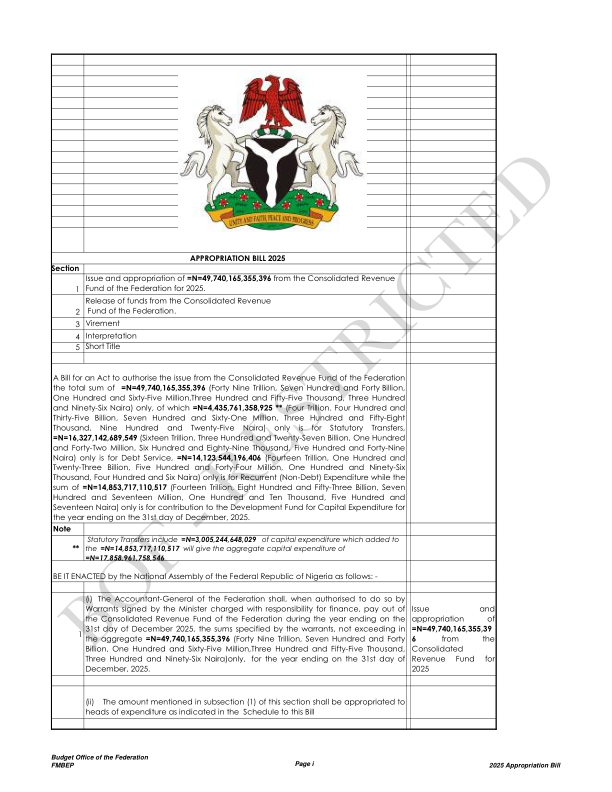 UNITY AND FAITH, PEACE AND PROGRESS
APPROPRIATION BILL 2025
Section
1 Issue and appropriation of =N=49,740,165,355,396 from the Consolidated Revenue
Fund of the Federation for 2025.
2 Release of funds from the Consolidated Revenue
Fund of the Federation.
3 Virement
4 Interpretation
5 Short Title
A Bill for an Act to authorise the issue from the Consolidated Revenue Fund of the Federation
the total sum of =N=49,740,165,355,396 (Forty Nine Trillion, Seven Hundred and Forty Billion,
One Hundred and Sixty-Five Million,Three Hundred and Fifty-Five Thousand, Three Hundred
and Ninety-Six Naira) only, of which =N=4,435,761,358,925 ** (Four Trillion, Four Hundred and
Thirty-Five Billion, Seven Hundred and Sixty-One Million, Three Hundred and Fifty-Eight
Thousand, Nine Hundred and Twenty-Five Naira) only is for Statutory Transfers,
=N=16,327,142,689,549 (Sixteen Trillion, Three Hundred and Twenty-Seven Billion, One Hundred
and Forty-Two Million, Six Hundred and Eighty-Nine Thousand, Five Hundred and Forty-Nine
Naira) only is for Debt Service, =N=14,123,544,196,406 (Fourteen Trillion, One Hundred and
Twenty-Three Billion, Five Hundred and Forty-Four Million, One Hundred and Ninety-Six
Thousand, Four Hundred and Six Naira) only is for Recurrent (Non-Debt) Expenditure while the
sum of =N=14,853,717,110,517 (Fourteen Trillion, Eight Hundred and Fifty-Three Billion, Seven
Hundred and Seventeen Million, One Hundred and Ten Thousand, Five Hundred and
Seventeen Naira) only is for contribution to the Development Fund for Capital Expenditure for
the year ending on the 31st day of December, 2025.
Note
** Statutory Transfers include =N=3,005,244,648,029 of capital expenditure which added to
the =N=14,853,717,110,517 will give the aggregate capital expenditure of
=N=17,858,961,758,546
BE IT ENACTED by the National Assembly of the Federal Republic of Nigeria as follows: -
1 (i) The Accountant-General of the Federation shall, when authorised to do so by
Warrants signed by the Minister charged with responsibility for finance, pay out of
the Consolidated Revenue Fund of the Federation during the year ending on the
31st day of December 2025, the sums specified by the warrants, not exceeding in
the aggregate =N=49,740,165,355,396 (Forty Nine Trillion, Seven Hundred and Forty
Billion, One Hundred and Sixty-Five Million,Three Hundred and Fifty-Five Thousand,
Three Hundred and Ninety-Six Naira)only, for the year ending on the 31st day of
December, 2025.
Issue and
appropriation of
=N=49,740,165,355,39
6 from the
Consolidated
Revenue Fund for
2025
(ii) The amount mentioned in subsection (1) of this section shall be appropriated to
heads of expenditure as indicated in the Schedule to this Bill
Budget Office of the Federation
FMBEP
Page i
2025 Appropriation Bill